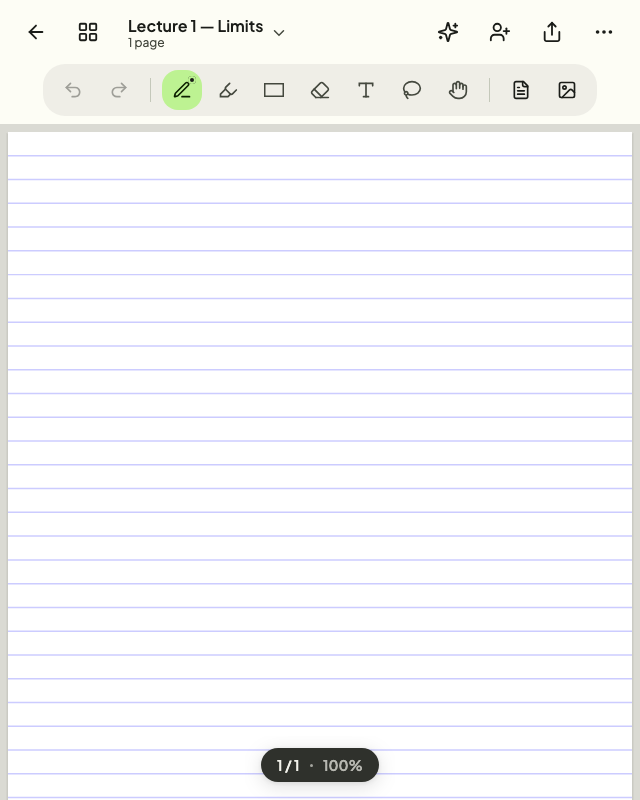 Lecture 1 — Limits
1 page
1 / 1 · 100%